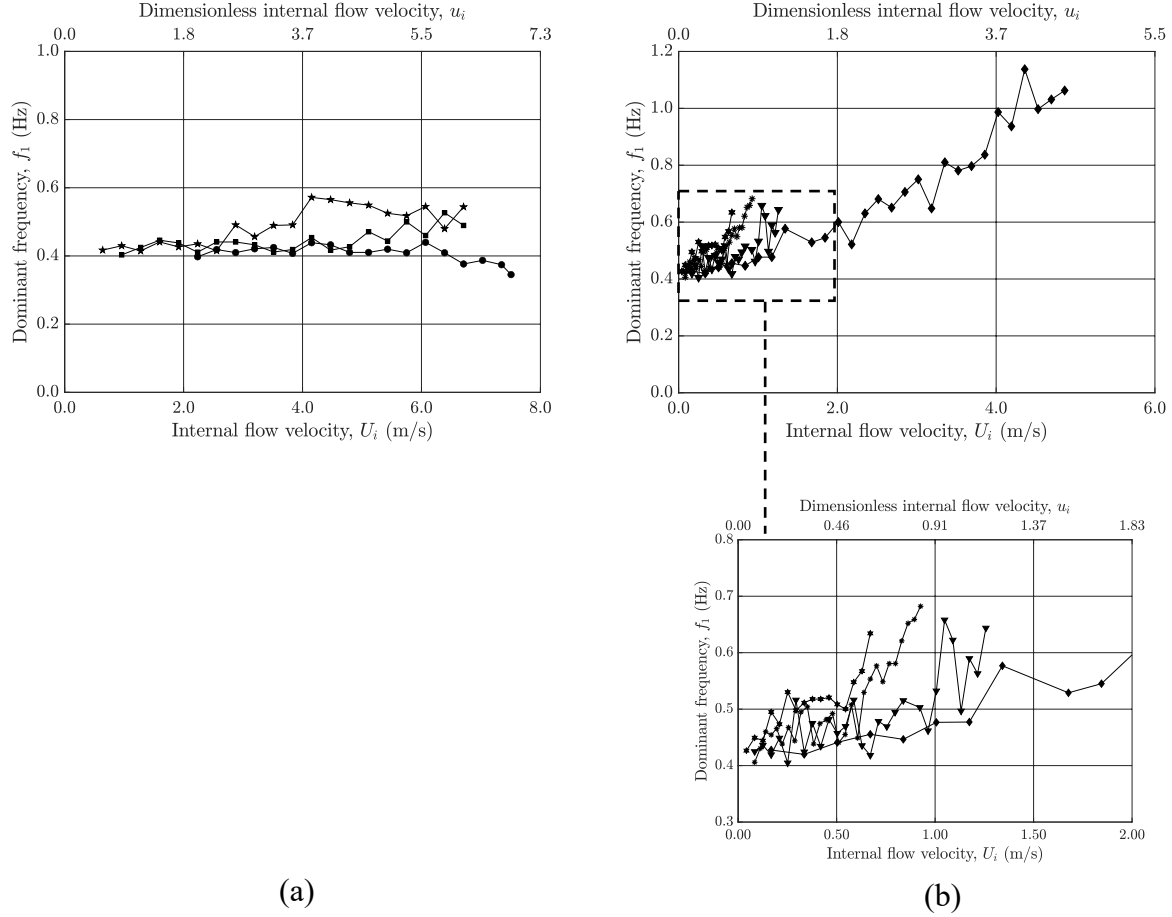 Dimensionless internal flow velocity, u_i
0.0 1.8 3.7 5.5 7.3
1.0
0.8
0.6
0.4
0.2
0.0
Dominant frequency, f_1 (Hz)
0.0 2.0 4.0 6.0 8.0
Internal flow velocity, U_i (m/s)
Dimensionless internal flow velocity, u_i
0.0 1.8 3.7 5.5
1.2
1.0
0.8
0.6
0.4
0.2
0.0
Dominant frequency, f_1 (Hz)
0.0 2.0 4.0 6.0
Internal flow velocity, U_i (m/s)
Dimensionless internal flow velocity, u_i
0.00 0.46 0.91 1.37 1.83
0.8
0.7
0.6
0.5
0.4
0.3
Dominant frequency, f_1 (Hz)
0.00 0.50 1.00 1.50 2.00
Internal flow velocity, U_i (m/s)
(a) (b)